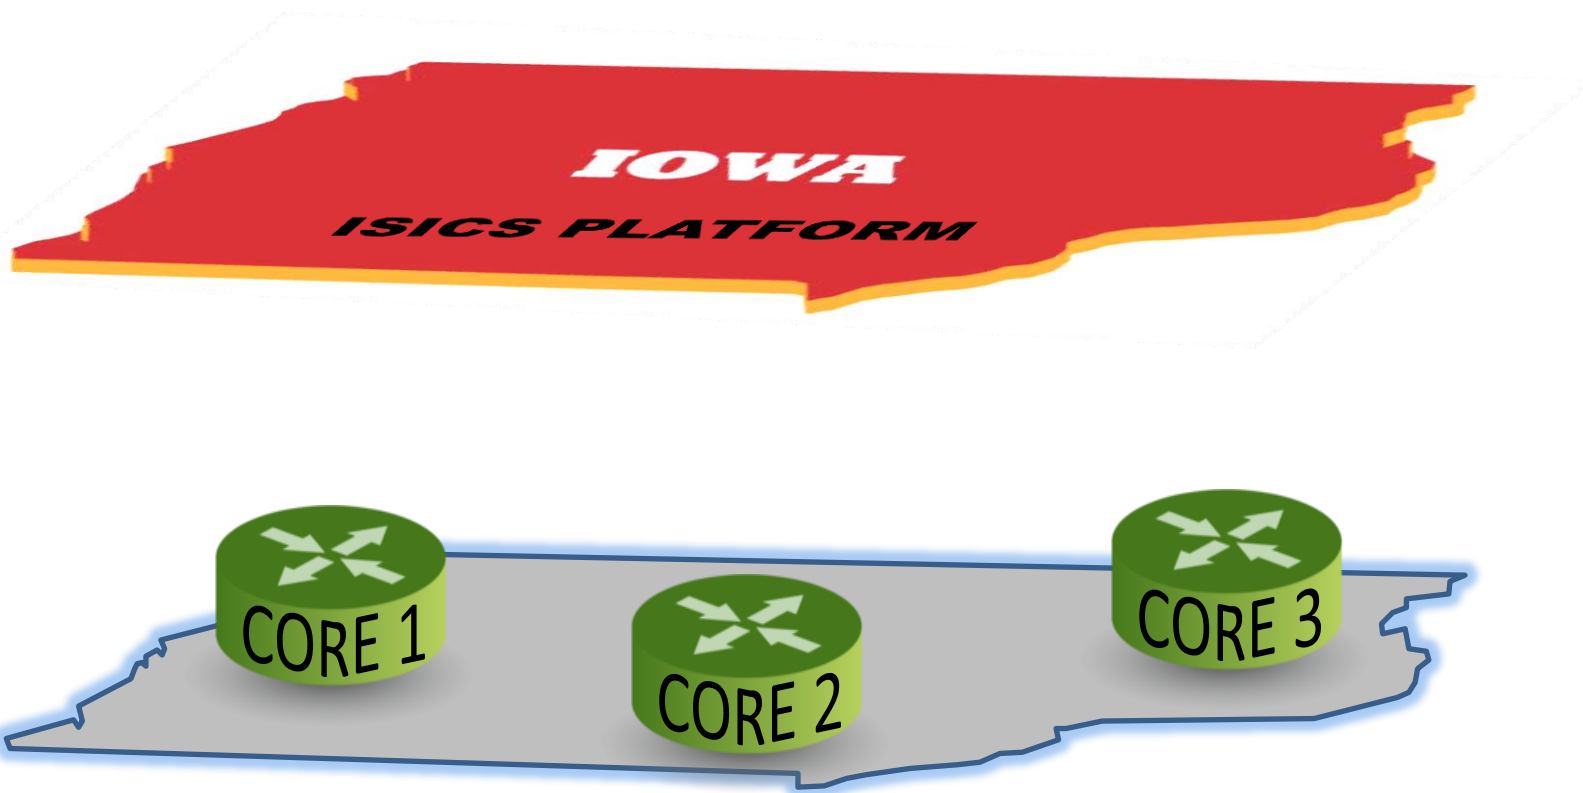 IOWA
ISICS PLATFORM
CORE 1
CORE 2
CORE 3